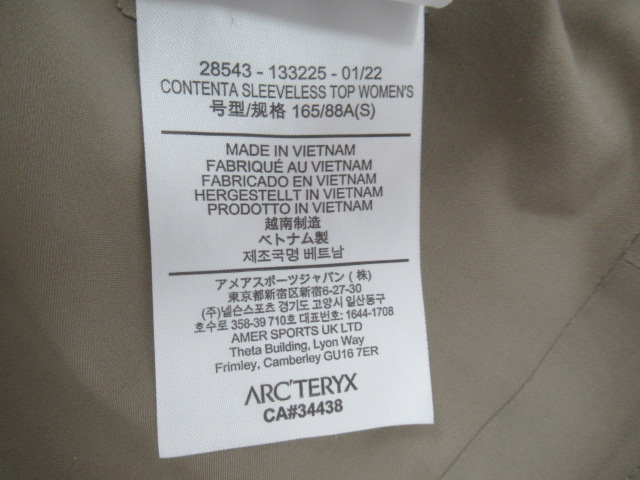 28543 - 133225 - 01/22
CONTENTA SLEEVELESS TOP WOMEN'S
号型/规格 165/88A(S)
MADE IN VIETNAM
FABRIQUÉ AU VIETNAM
FABRICADO EN VIETNAM
HERGESTELLT IN VIETNAM
PRODOTTO IN VIETNAM
越南制造
ベトナム製
제조국명 베트남
アメアスポーツジャパン (株)
東京都新宿区新宿6-27-30
(주)넬슨스포츠 경기도 고양시 일산동구
호수로 358-39 710호 대표번호: 1644-1708
AMER SPORTS UK LTD
Theta Building, Lyon Way
Frimley, Camberley GU16 7ER
ARC'TERYX
CA#34438